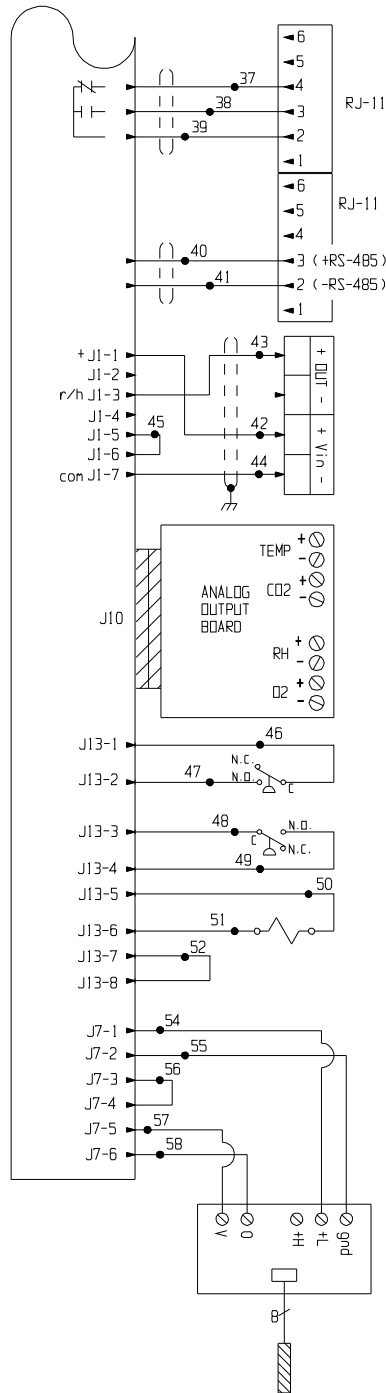 6
5
37
4
38
3
RJ-11
39
2
1
6
5
RJ-11
4
40
3 (+RS-485)
41
2 (-RS-485)
1
43
+ OUT -
+ J1-1
J1-2
r/h J1-3
J1-4
45
J1-5
42
+ Vin -
J1-6
44
com J1-7
TEMP + -
CO2 + -
ANALOG
OUTPUT
BOARD
J10
RH + -
O2 + -
46
J13-1
N.C.
47
J13-2
N.O.
C
48
J13-3
N.O.
C
N.C.
49
J13-4
50
J13-5
51
J13-6
52
J13-7
J13-8
54
J7-1
55
J7-2
56
J7-3
J7-4
57
J7-5
58
J7-6
V
O
+H
+L
gnd
8